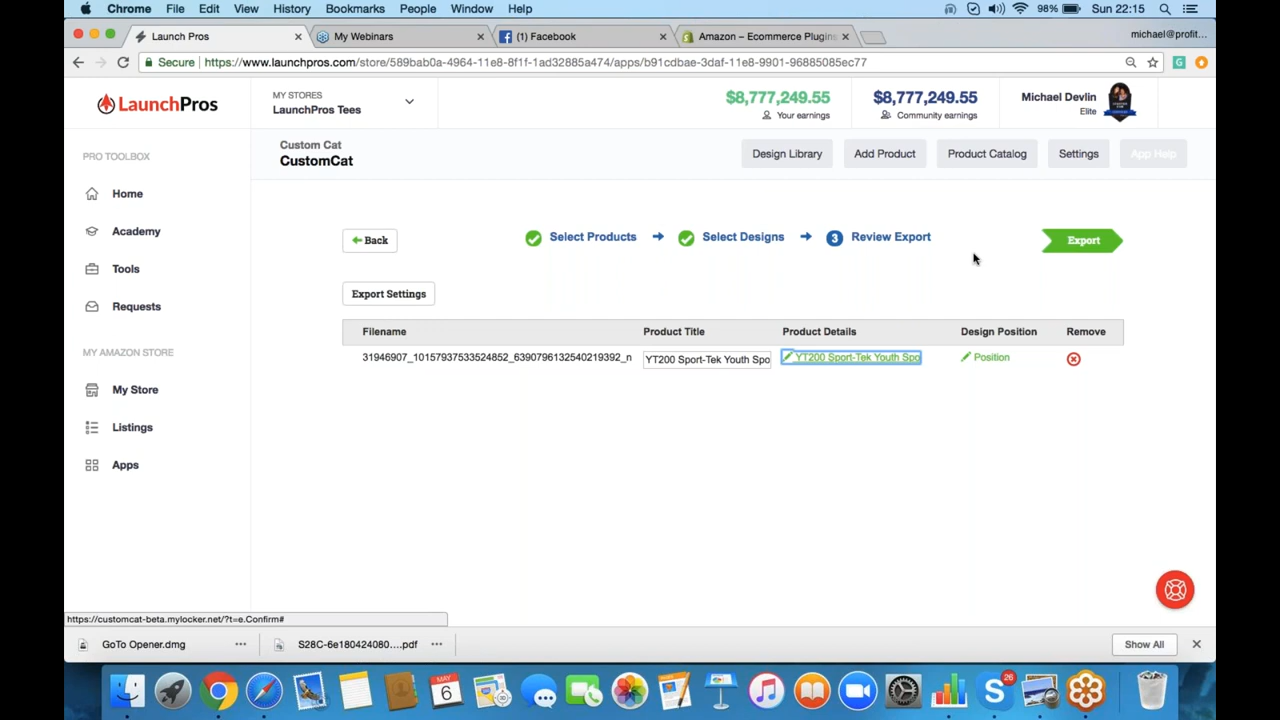 Chrome File Edit View History Bookmarks People Window Help 98% Sun 22:15
Launch Pros My Webinars (1) Facebook Amazon – Ecommerce Plugins michael@profit...
Secure https://www.launchpros.com/store/589bab0a-4964-11e8-8f1f-1ad32885a474/apps/b91cdbae-3daf-11e8-9901-96885085ec77
LaunchPros
MY STORES
LaunchPros Tees
$8,777,249.55
Your earnings
$8,777,249.55
Community earnings
Michael Devlin
Elite
PRO TOOLBOX
Home
Academy
Tools
Requests
MY AMAZON STORE
My Store
Listings
Apps
Custom Cat
CustomCat
Design Library Add Product Product Catalog Settings App Help
Back Select Products Select Designs 3 Review Export Export
Export Settings
Filename Product Title Product Details Design Position Remove
31946907_10157937533524852_6390796132540219392_n YT200 Sport-Tek Youth Spo YT200 Sport-Tek Youth Spo Position
https://customcat-beta.mylocker.net/?t=e.Confirm#
GoTo Opener.dmg S28C-6e180424080....pdf Show All
MAY
6
26